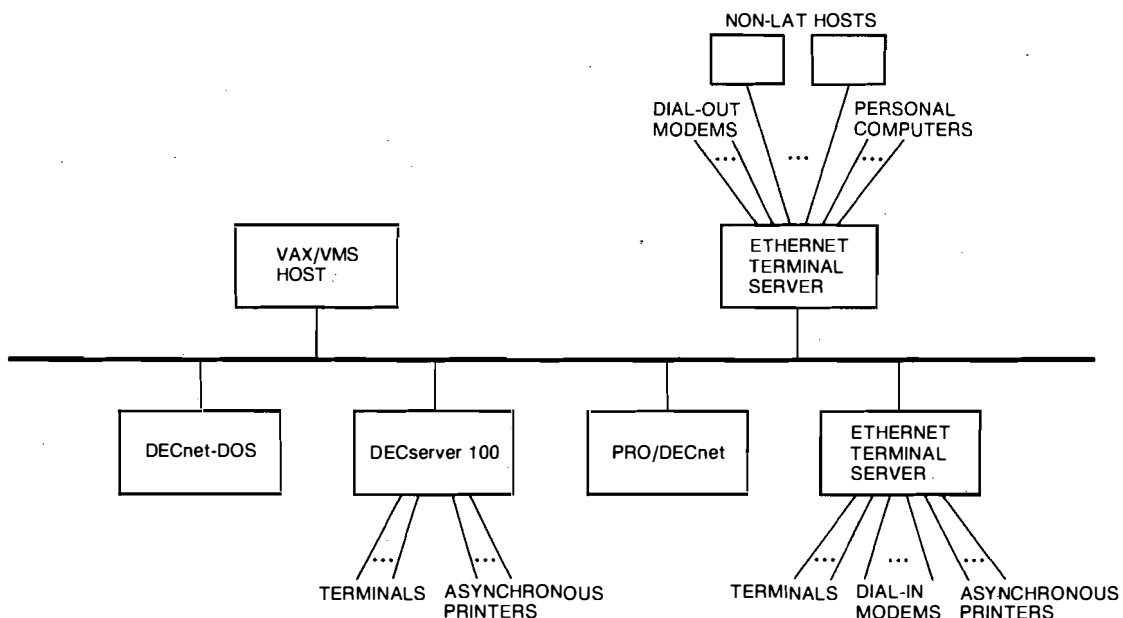 NON-LAT HOSTS
DIAL-OUT
MODEMS
PERSONAL
COMPUTERS
...
...
...
VAX/VMS
HOST
ETHERNET
TERMINAL
SERVER
DECnet-DOS
DECserver 100
PRO/DECnet
ETHERNET
TERMINAL
SERVER
...
...
...
...
...
TERMINALS
ASYNCHRONOUS
PRINTERS
TERMINALS
DIAL-IN
MODEMS
ASYNCHRONOUS
PRINTERS